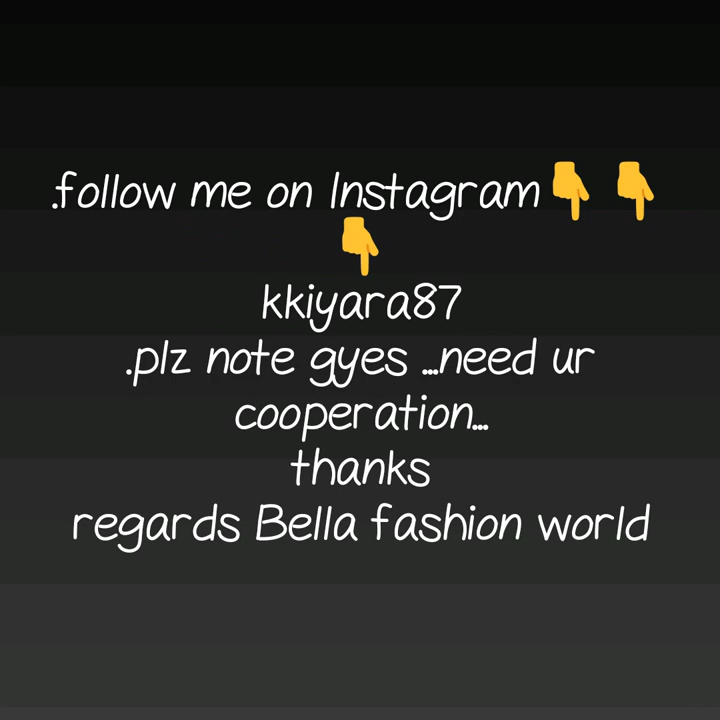 .follow me on Instagram👇 👇
👇
kkiyara87
.plz note gyes ...need ur
cooperation...
thanks
regards Bella fashion world